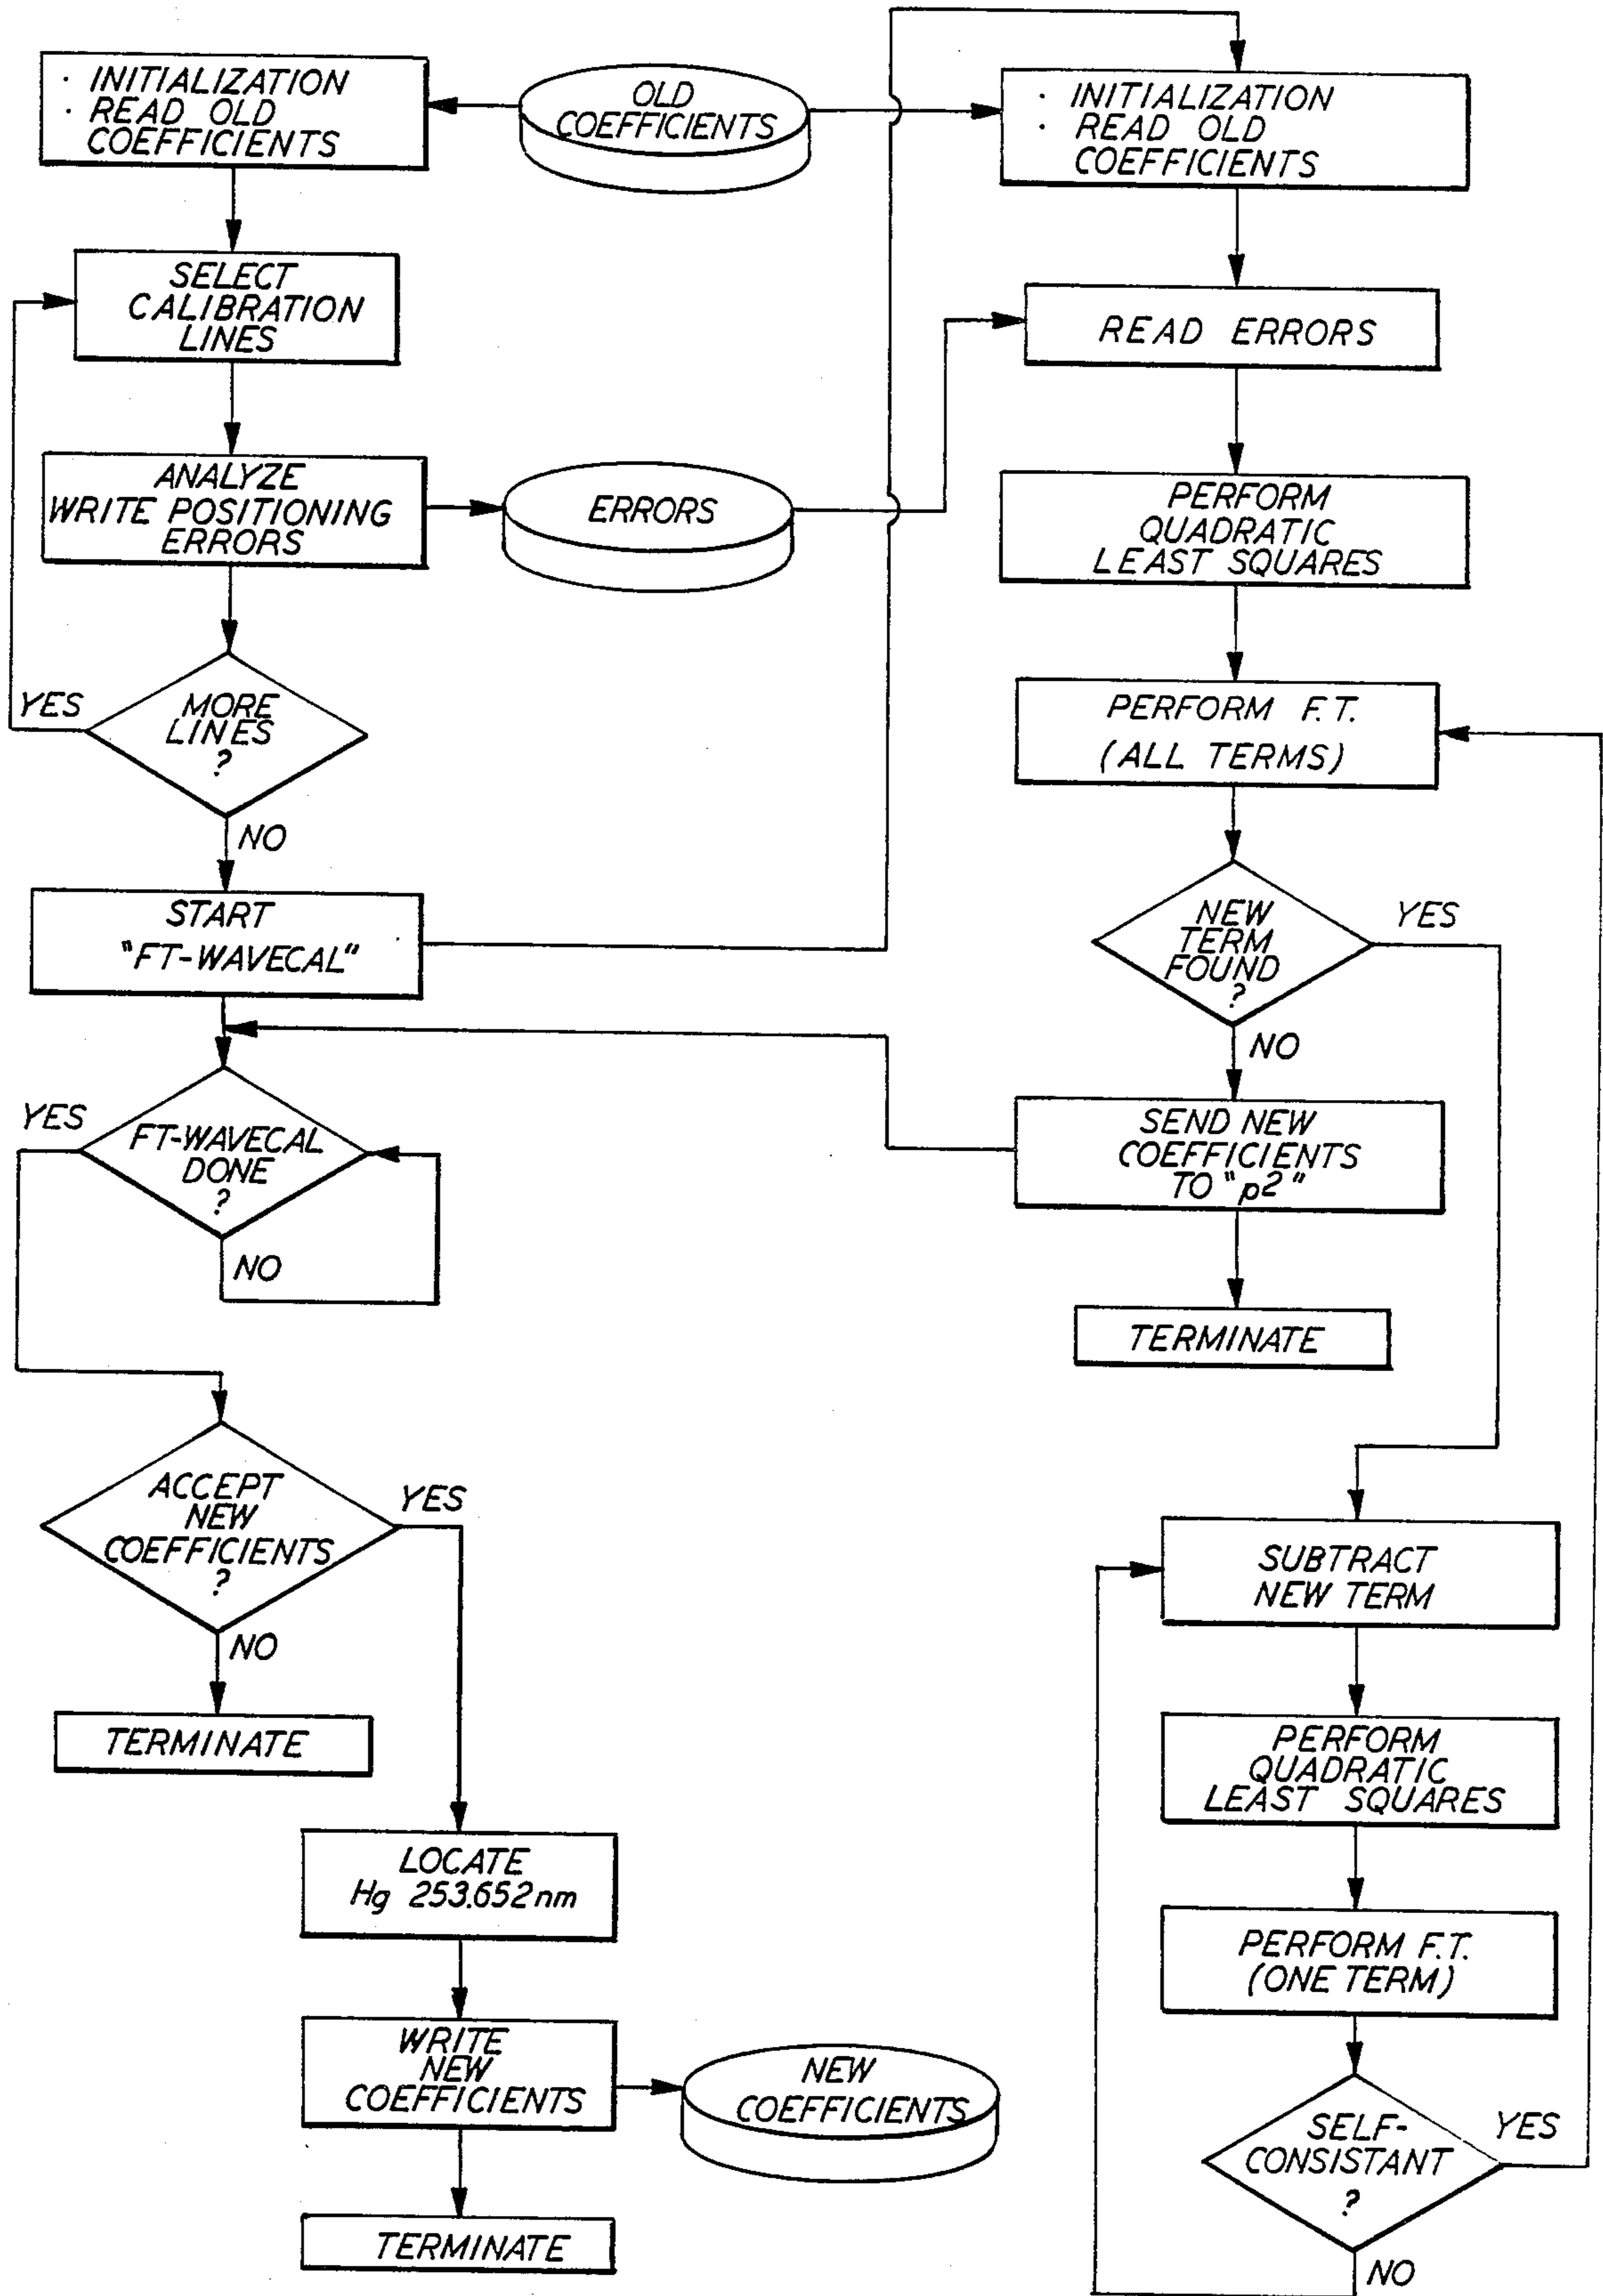 · INITIALIZATION
· READ OLD
COEFFICIENTS
OLD
COEFFICIENTS
· INITIALIZATION
· READ OLD
COEFFICIENTS
SELECT
CALIBRATION
LINES
READ ERRORS
ANALYZE
WRITE POSITIONING
ERRORS
ERRORS
PERFORM
QUADRATIC
LEAST SQUARES
YES
MORE
LINES
?
NO
PERFORM F.T.
(ALL TERMS)
START
"FT-WAVECAL"
NEW
TERM
FOUND
?
YES
NO
YES
FT-WAVECAL
DONE
?
NO
SEND NEW
COEFFICIENTS
TO "p2"
TERMINATE
ACCEPT
NEW
COEFFICIENTS
?
YES
NO
TERMINATE
SUBTRACT
NEW TERM
PERFORM
QUADRATIC
LEAST SQUARES
LOCATE
Hg 253.652nm
PERFORM F.T.
(ONE TERM)
WRITE
NEW
COEFFICIENTS
NEW
COEFFICIENTS
SELF-
CONSISTANT
?
YES
NO
TERMINATE